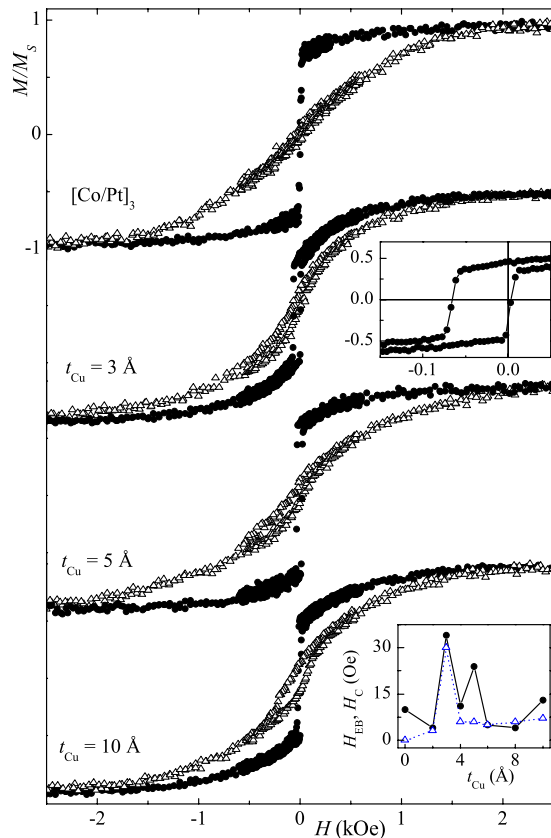 M/M_S
1
0
[Co/Pt]_3
-1
0.5
0.0
-0.5
-0.1
0.0
t_Cu = 3 Å
t_Cu = 5 Å
H_EB, H_C (Oe)
30
15
0
0
4
8
t_Cu (Å)
t_Cu = 10 Å
-2
-1
0
1
2
H (kOe)